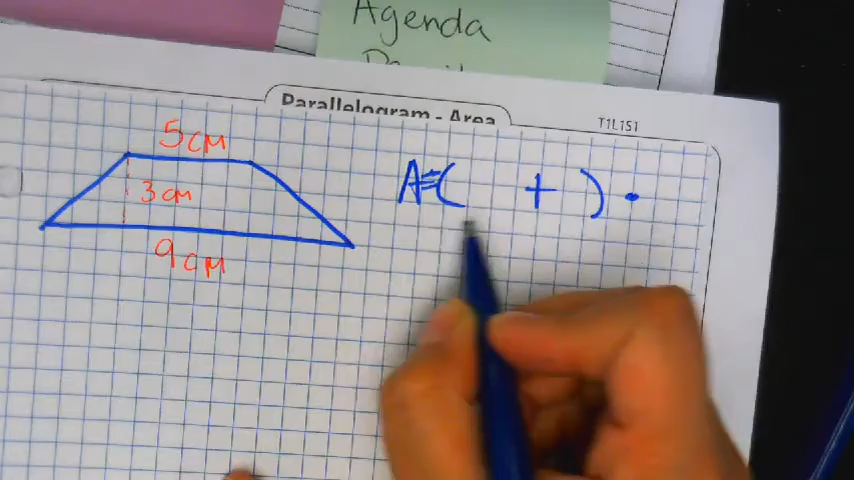 Agenda
Parallelogram - Area
T1L1S1
5cm
3cm
9cm
A=( + ) •